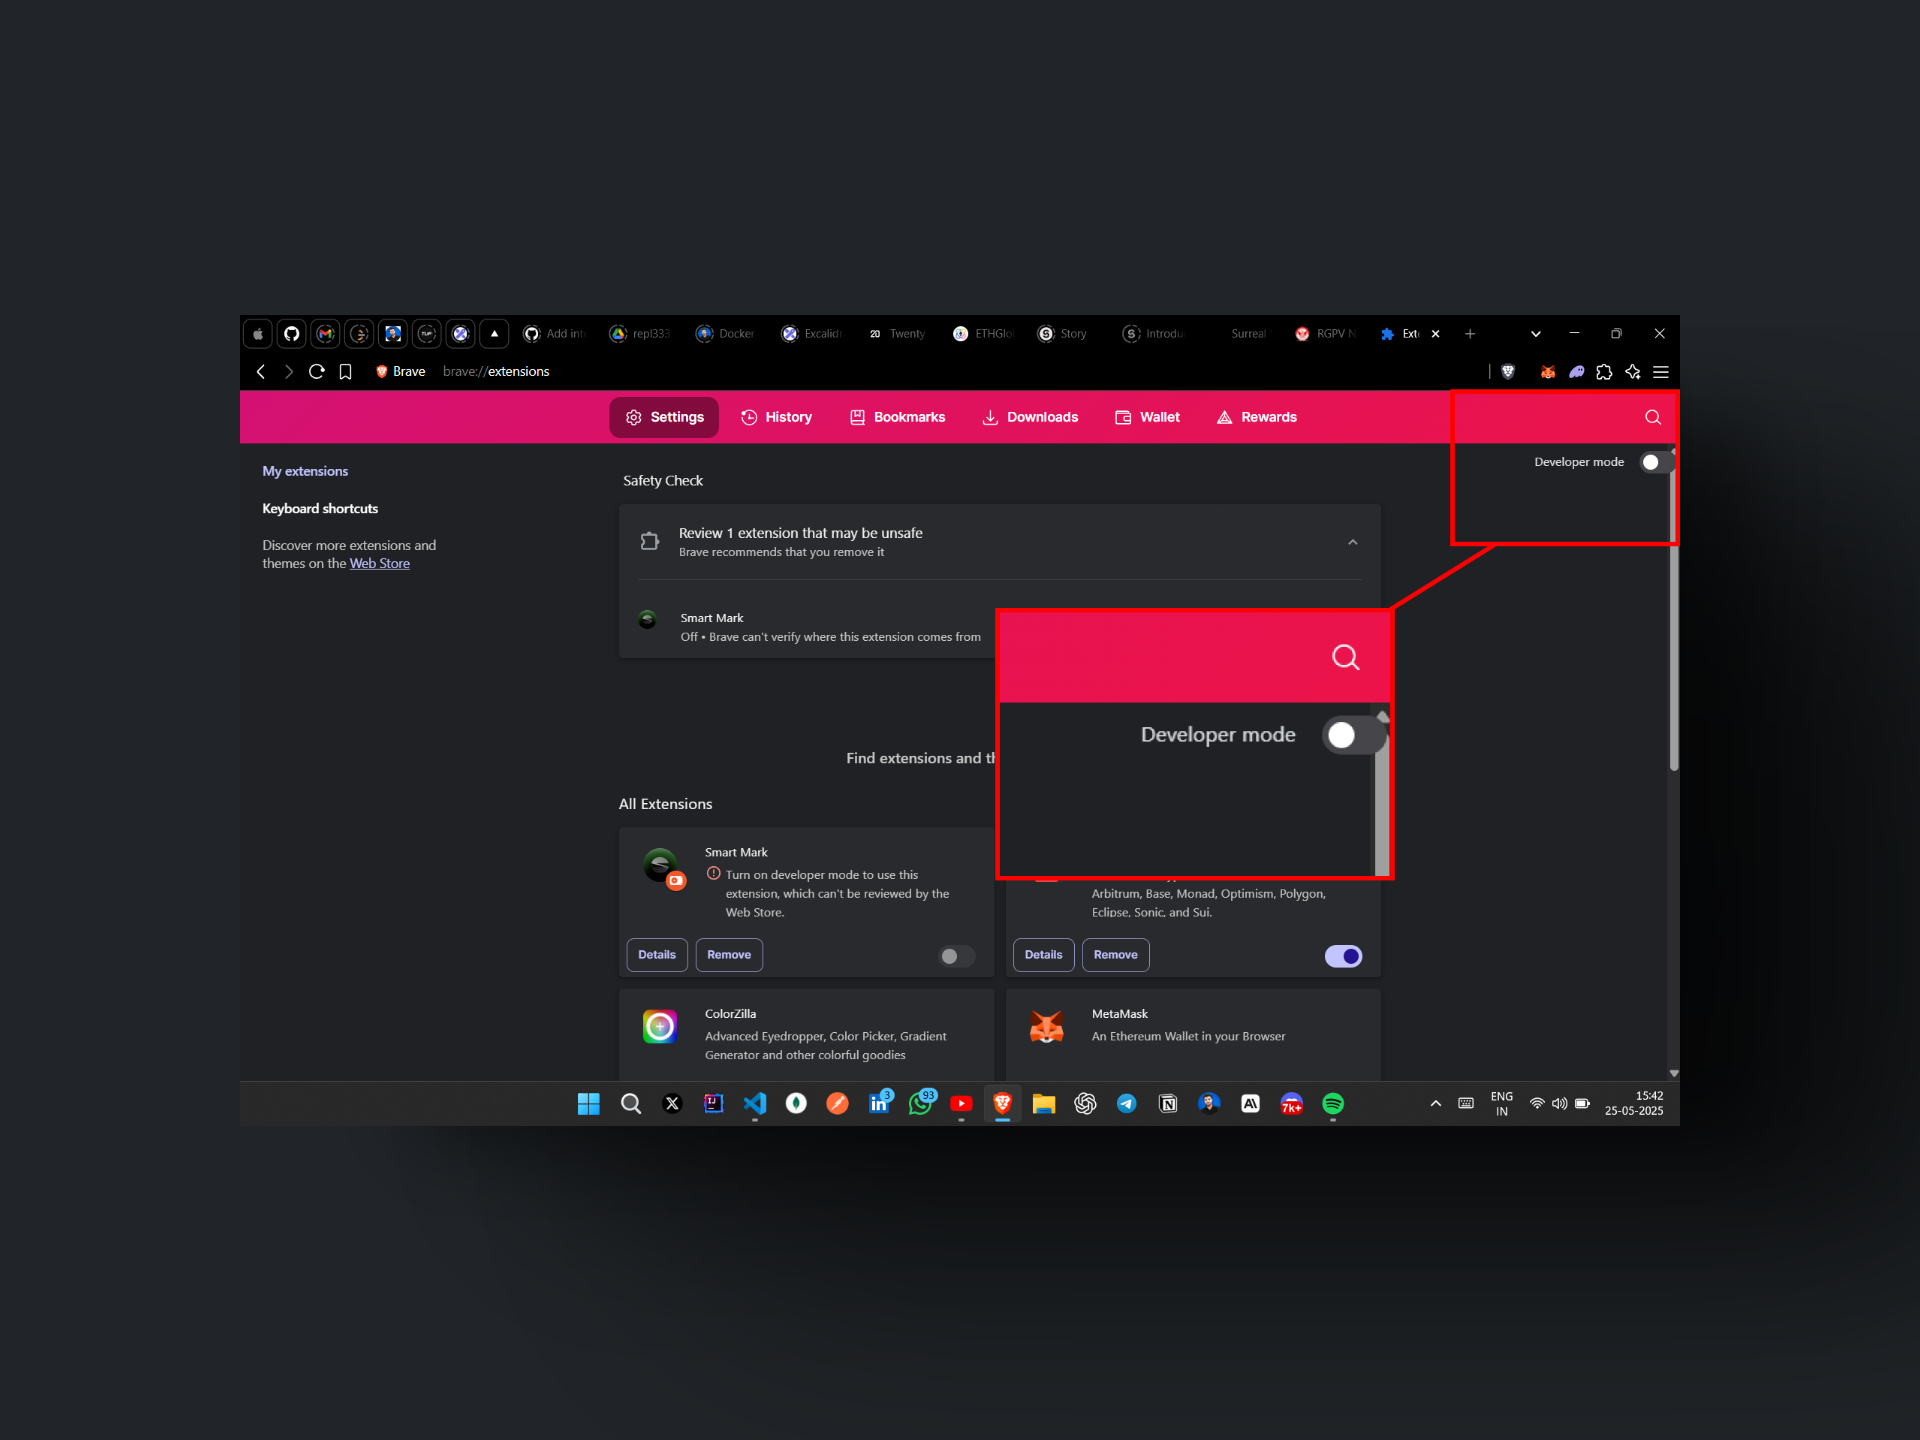 Add in
repl333
Docker
Excalid
20 Twenty
ETHGlo
Story
Introdu
Surreal
RGPV N
Ext
Brave brave://extensions
Settings History Bookmarks Downloads Wallet Rewards
My extensions
Keyboard shortcuts
Discover more extensions and
themes on the Web Store
Developer mode
Safety Check
Review 1 extension that may be unsafe
Brave recommends that you remove it
Smart Mark
Off • Brave can't verify where this extension comes from
Developer mode
Find extensions and th
All Extensions
Smart Mark
Turn on developer mode to use this
extension, which can't be reviewed by the
Web Store.
Details Remove
Arbitrum, Base, Monad, Optimism, Polygon,
Eclipse, Sonic, and Sui.
Details Remove
ColorZilla
Advanced Eyedropper, Color Picker, Gradient
Generator and other colorful goodies
MetaMask
An Ethereum Wallet in your Browser
3
93
7k+
ENG
IN
15:42
25-05-2025